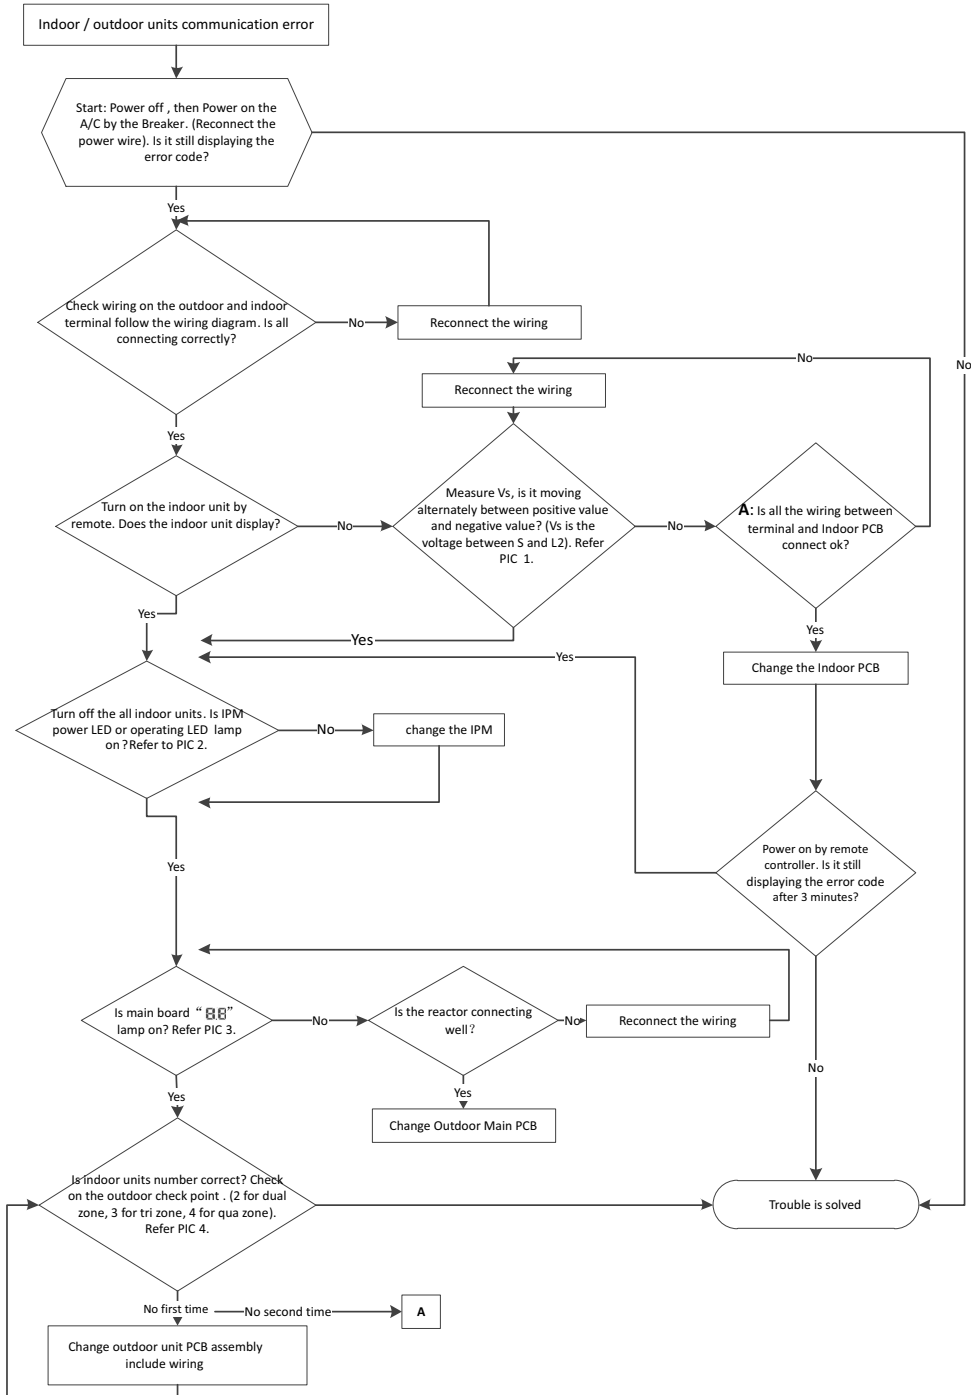 Indoor / outdoor units communication error
Start: Power off , then Power on the
A/C by the Breaker. (Reconnect the
power wire). Is it still displaying the
error code?
Yes
No
Check wiring on the outdoor and indoor
terminal follow the wiring diagram. Is all
connecting correctly?
No
Reconnect the wiring
Yes
No
Reconnect the wiring
Turn on the indoor unit by
remote. Does the indoor unit display?
No
Measure Vs, is it moving
alternately between positive value
and negative value? (Vs is the
voltage between S and L2). Refer
PIC 1.
No
A: Is all the wiring between
terminal and Indoor PCB
connect ok?
Yes
Yes
Yes
Yes
Change the Indoor PCB
Turn off the all indoor units. Is IPM
power LED or operating LED lamp
on ?Refer to PIC 2.
No
change the IPM
Yes
Power on by remote
controller. Is it still
displaying the error code
after 3 minutes?
No
Is main board “ 8.8 ”
lamp on? Refer PIC 3.
No
Is the reactor connecting
well?
No
Reconnect the wiring
Yes
Yes
Change Outdoor Main PCB
Is indoor units number correct? Check
on the outdoor check point . (2 for dual
zone, 3 for tri zone, 4 for qua zone).
Refer PIC 4.
Trouble is solved
No first time
No second time
A
Change outdoor unit PCB assembly
include wiring